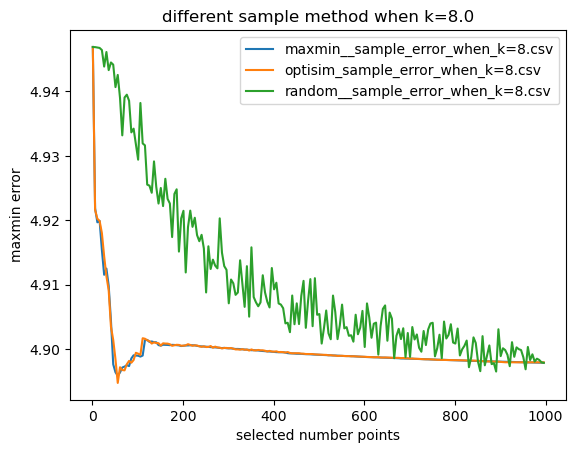 different sample method when k=8.0
maxmin__sample_error_when_k=8.csv
optisim_sample_error_when_k=8.csv
random__sample_error_when_k=8.csv
maxmin error
4.94
4.93
4.92
4.91
4.90
0 200 400 600 800 1000
selected number points